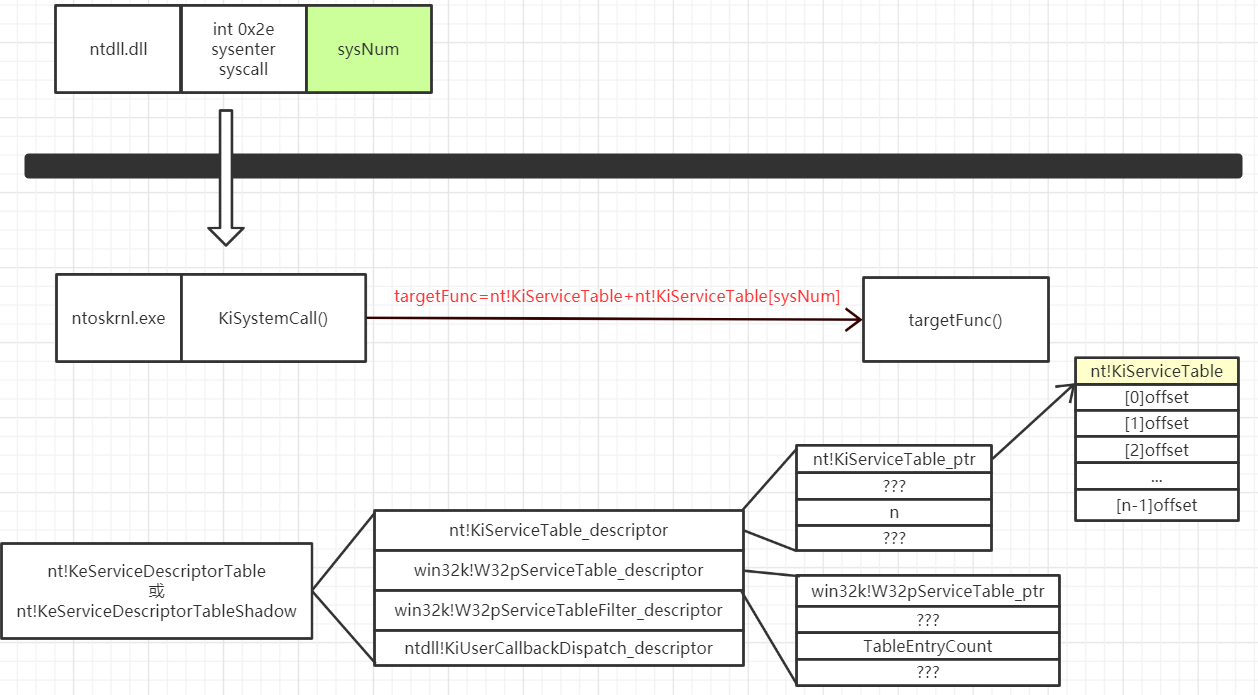 ntdll.dll
int 0x2e
sysenter
syscall
sysNum
ntoskrnl.exe
KiSystemCall()
targetFunc=nt!KiServiceTable+nt!KiServiceTable[sysNum]
targetFunc()
nt!KiServiceTable
[0]offset
[1]offset
[2]offset
...
[n-1]offset
nt!KiServiceTable_ptr
???
n
???
nt!KiServiceTable_descriptor
win32k!W32pServiceTable_descriptor
win32k!W32pServiceTableFilter_descriptor
ntdll!KiUserCallbackDispatch_descriptor
nt!KeServiceDescriptorTable
或
nt!KeServiceDescriptorTableShadow
win32k!W32pServiceTable_ptr
???
TableEntryCount
???